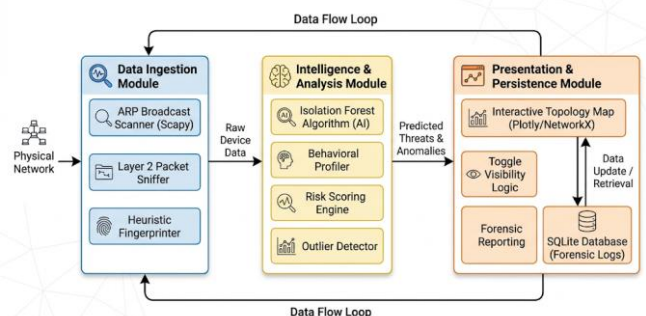 Data Flow Loop
Data Ingestion
Module
ARP Broadcast
Scanner (Scapy)
Layer 2 Packet
Sniffer
Heuristic
Fingerprinter
Physical
Network
Raw
Device
Data
Intelligence &
Analysis Module
AI
Isolation Forest
Algorithm (AI)
Behavioral
Profiler
Risk Scoring
Engine
Outlier Detector
Predicted
Threats &
Anomalies
Presentation &
Persistence Module
Interactive Topology Map
(Plotly/NetworkX)
Toggle
Visibility
Logic
Data
Update /
Retrieval
Forensic
Reporting
SQLite Database
(Forensic Logs)
Data Flow Loop